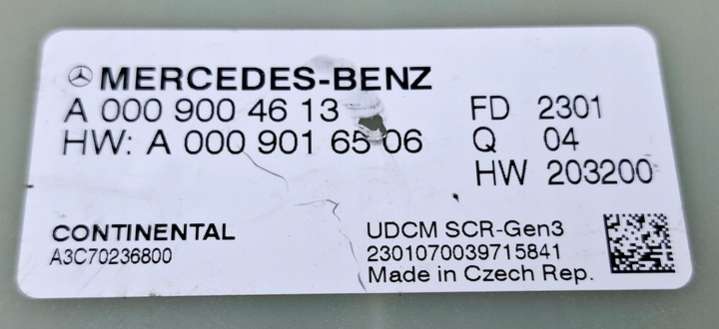 MERCEDES-BENZ
A 000 900 46 13 FD 2301
HW: A 000 901 65 06 Q 04
HW 203200
CONTINENTAL UDCM SCR-Gen3
A3C70236800 2301070039715841
Made in Czech Rep.